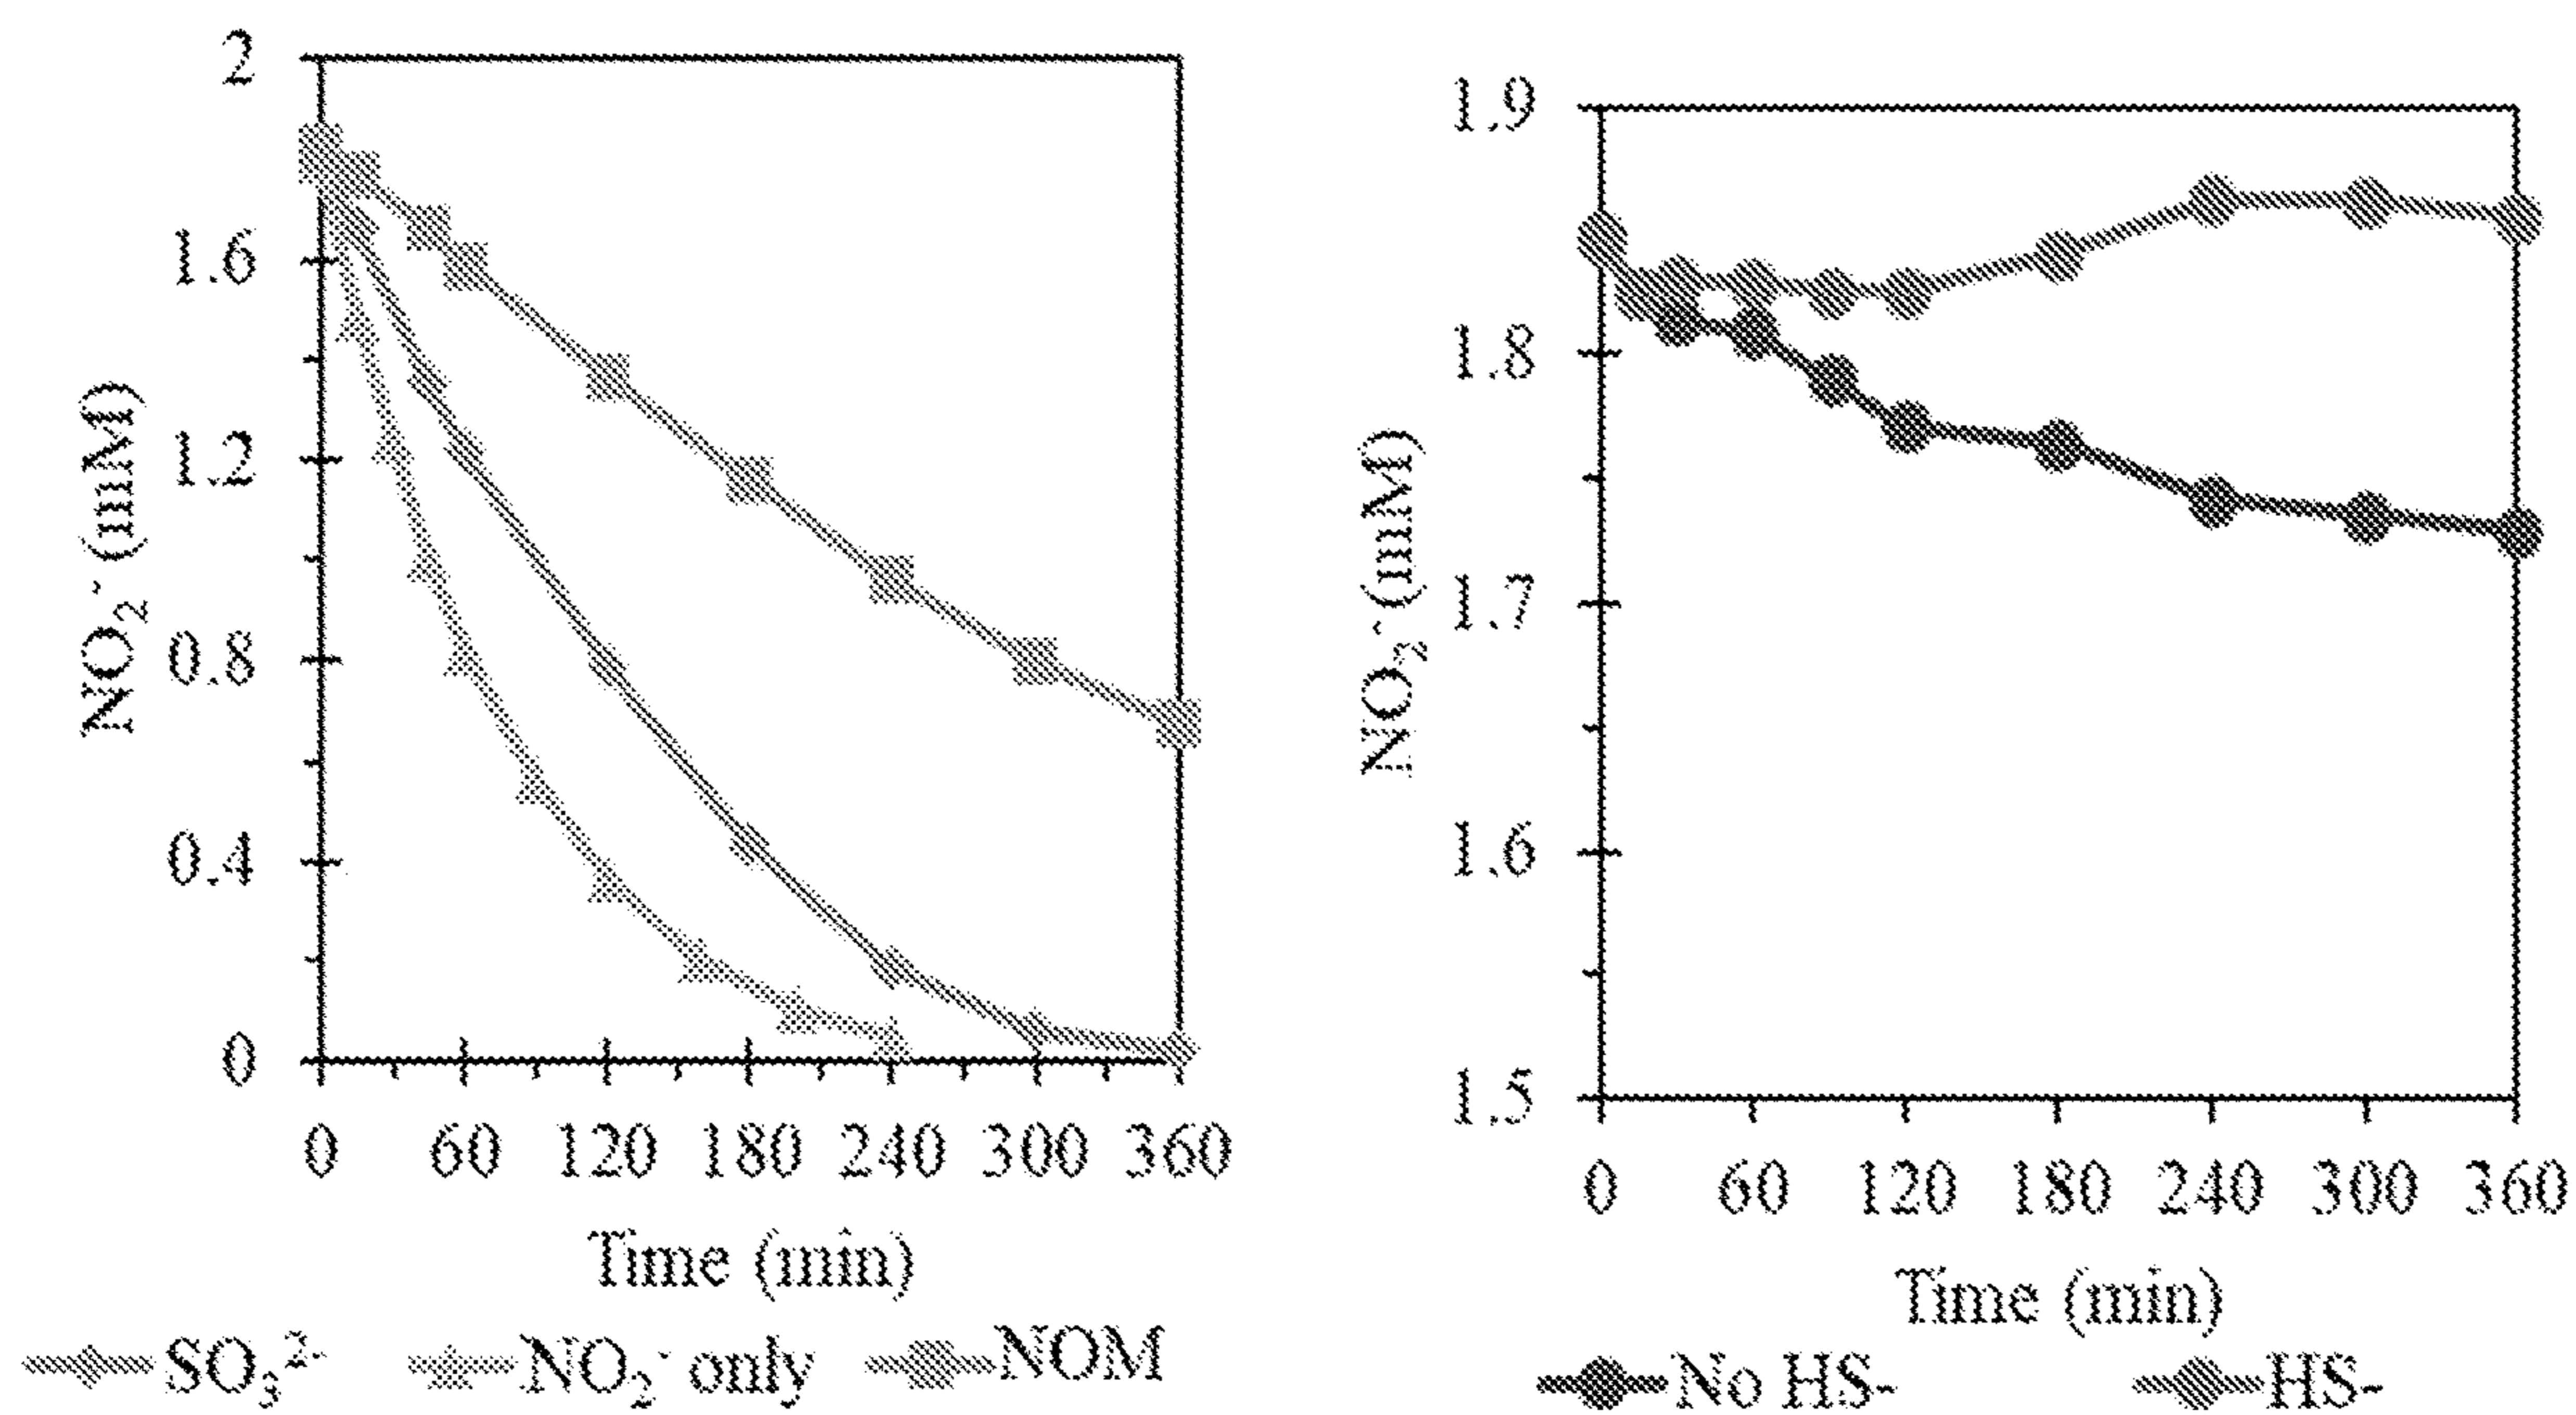 2
1.6
1.2
0.8
0.4
0
NO₂⁻ (mM)
0 60 120 180 240 300 360
Time (min)
SO₃²⁻ NO₂⁻ only NOM
1.9
1.8
1.7
1.6
1.5
NO₂⁻ (mM)
0 60 120 180 240 300 360
Time (min)
No HS- HS-